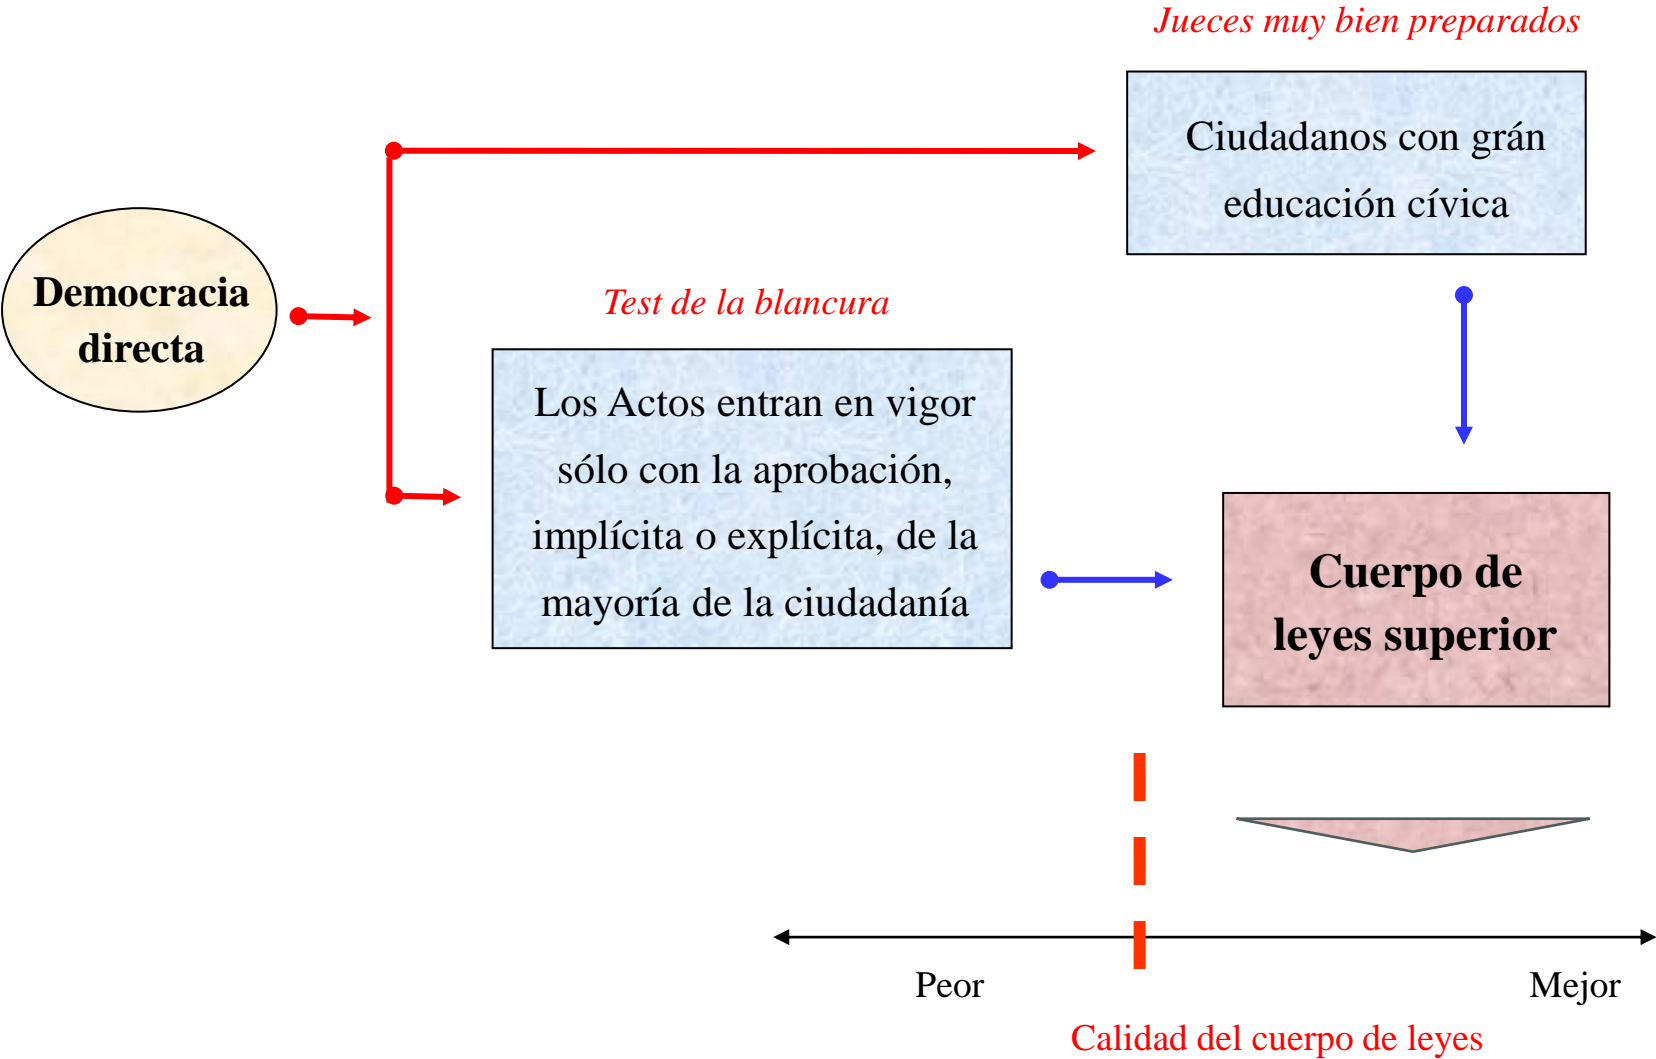 Jueces muy bien preparados
Ciudadanos con grán
educación cívica
Democracia
directa
Test de la blancura
Los Actos entran en vigor
sólo con la aprobación,
implícita o explícita, de la
mayoría de la ciudadanía
Cuerpo de
leyes superior
Peor
Mejor
Calidad del cuerpo de leyes